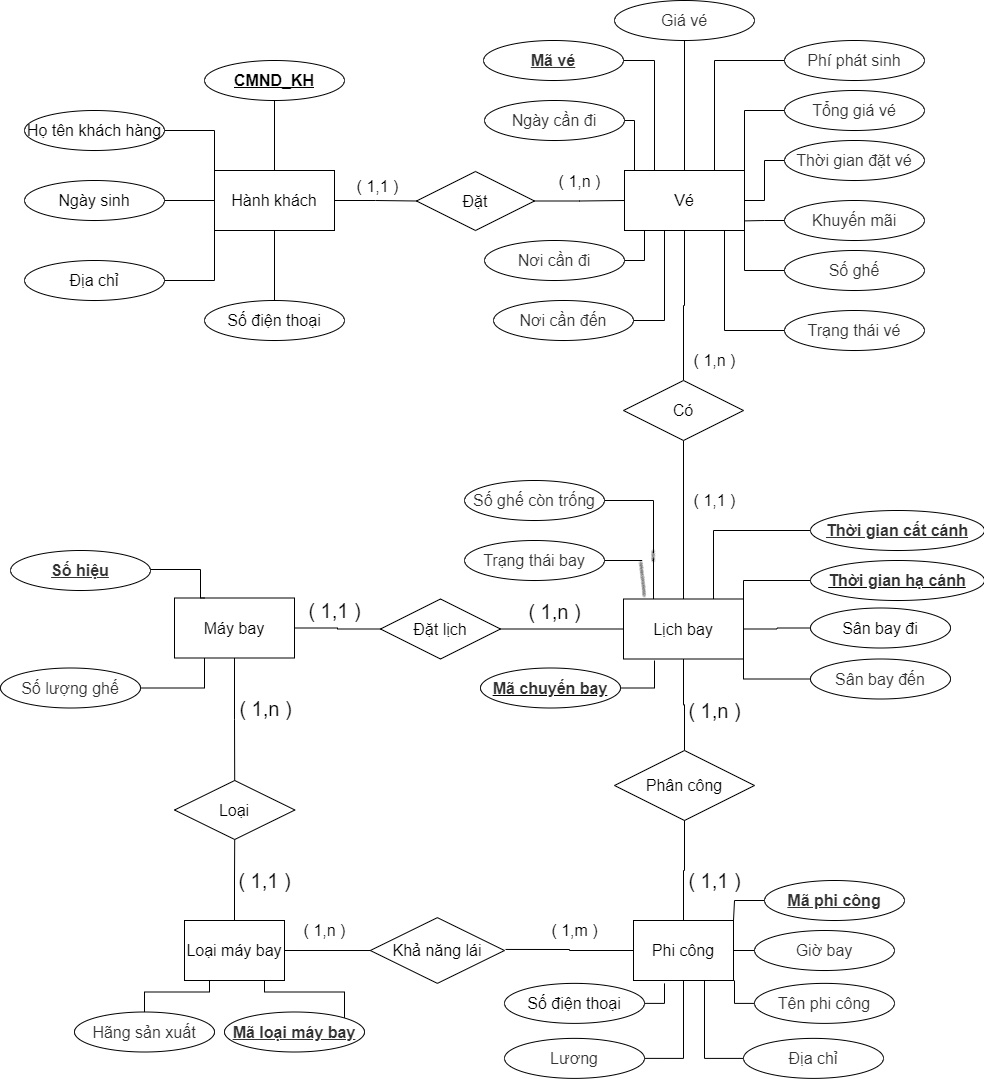 Giá vé
Mã vé
Phí phát sinh
CMND_KH
Tổng giá vé
Ngày cần đi
Họ tên khách hàng
Thời gian đặt vé
( 1,1 )
( 1,n )
Ngày sinh
Hành khách
Đặt
Vé
Khuyến mãi
Nơi cần đi
Số ghế
Địa chỉ
Số điện thoại
Nơi cần đến
Trạng thái vé
( 1,n )
Có
Số ghế còn trống
( 1,1 )
Thời gian cất cánh
Trạng thái bay
Số hiệu
Thời gian hạ cánh
( 1,1 )
( 1,n )
Máy bay
Đặt lịch
Lịch bay
Sân bay đi
Số lượng ghế
Mã chuyến bay
Sân bay đến
( 1,n )
( 1,n )
Phân công
Loại
( 1,1 )
( 1,1 )
Mã phi công
( 1,n )
( 1,m )
Loại máy bay
Khả năng lái
Phi công
Giờ bay
Số điện thoại
Tên phi công
Hãng sản xuất
Mã loại máy bay
Lương
Địa chỉ